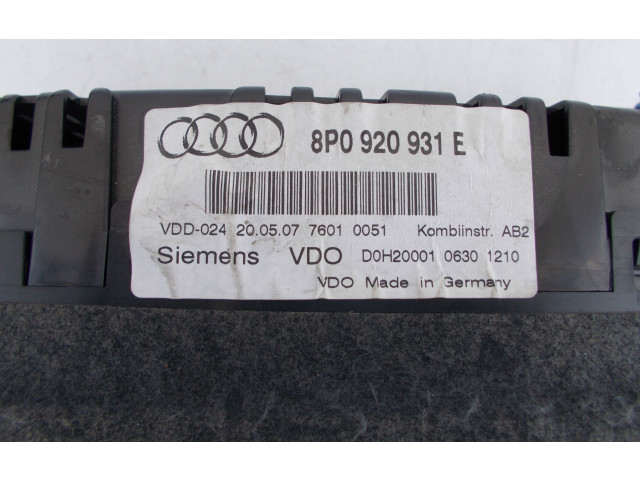 8P0 920 931 E
VDD-024 20.05.07 7601 0051 Kombiinstr. AB2
Siemens VDO D0H20001 0630 1210
VDO Made in Germany